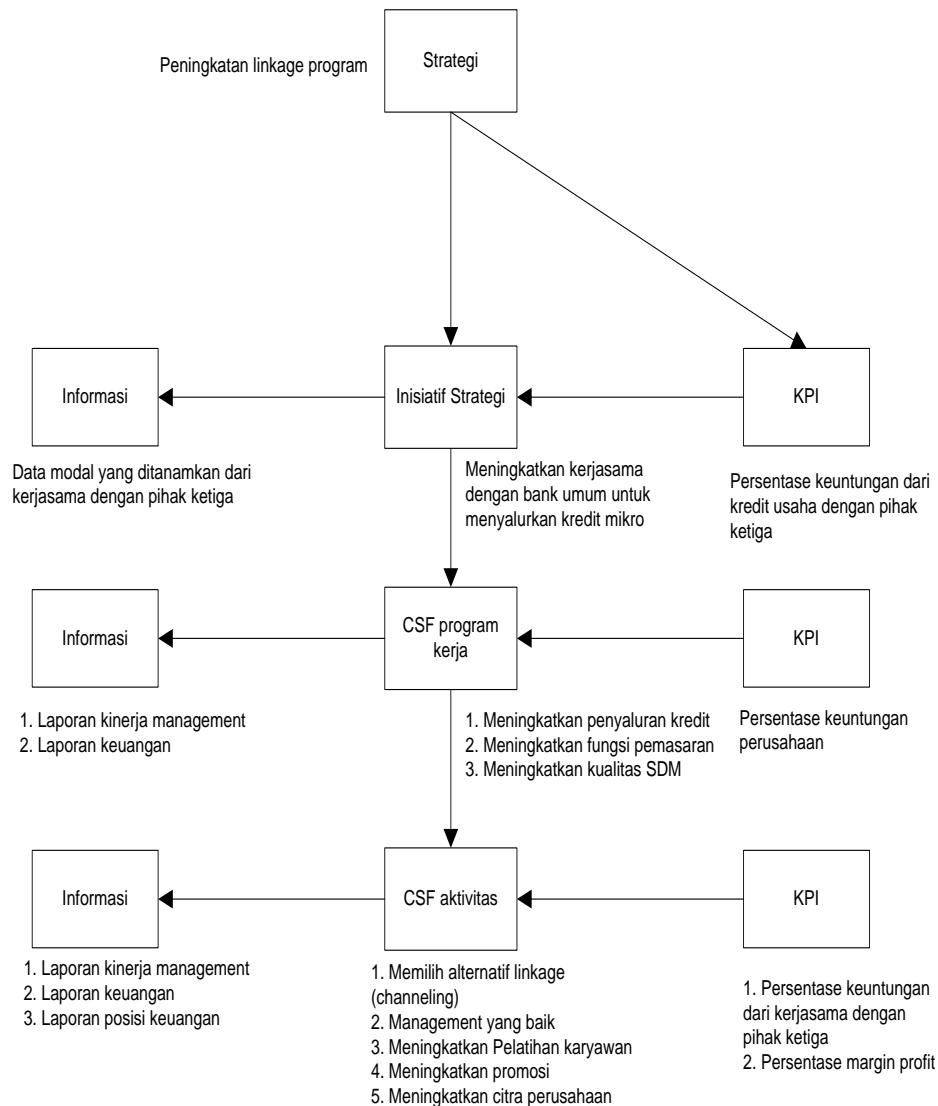 Peningkatan linkage program
Strategi
Informasi
Inisiatif Strategi
KPI
Data modal yang ditanamkan dari
kerjasama dengan pihak ketiga
Meningkatkan kerjasama
dengan bank umum untuk
menyalurkan kredit mikro
Persentase keuntungan dari
kredit usaha dengan pihak
ketiga
Informasi
CSF program
kerja
KPI
1. Laporan kinerja management
2. Laporan keuangan
1. Meningkatkan penyaluran kredit
2. Meningkatkan fungsi pemasaran
3. Meningkatkan kualitas SDM
Persentase keuntungan
perusahaan
Informasi
CSF aktivitas
KPI
1. Laporan kinerja management
2. Laporan keuangan
3. Laporan posisi keuangan
1. Memilih alternatif linkage
(channeling)
2. Management yang baik
3. Meningkatkan Pelatihan karyawan
4. Meningkatkan promosi
5. Meningkatkan citra perusahaan
1. Persentase keuntungan
dari kerjasama dengan
pihak ketiga
2. Persentase margin profit